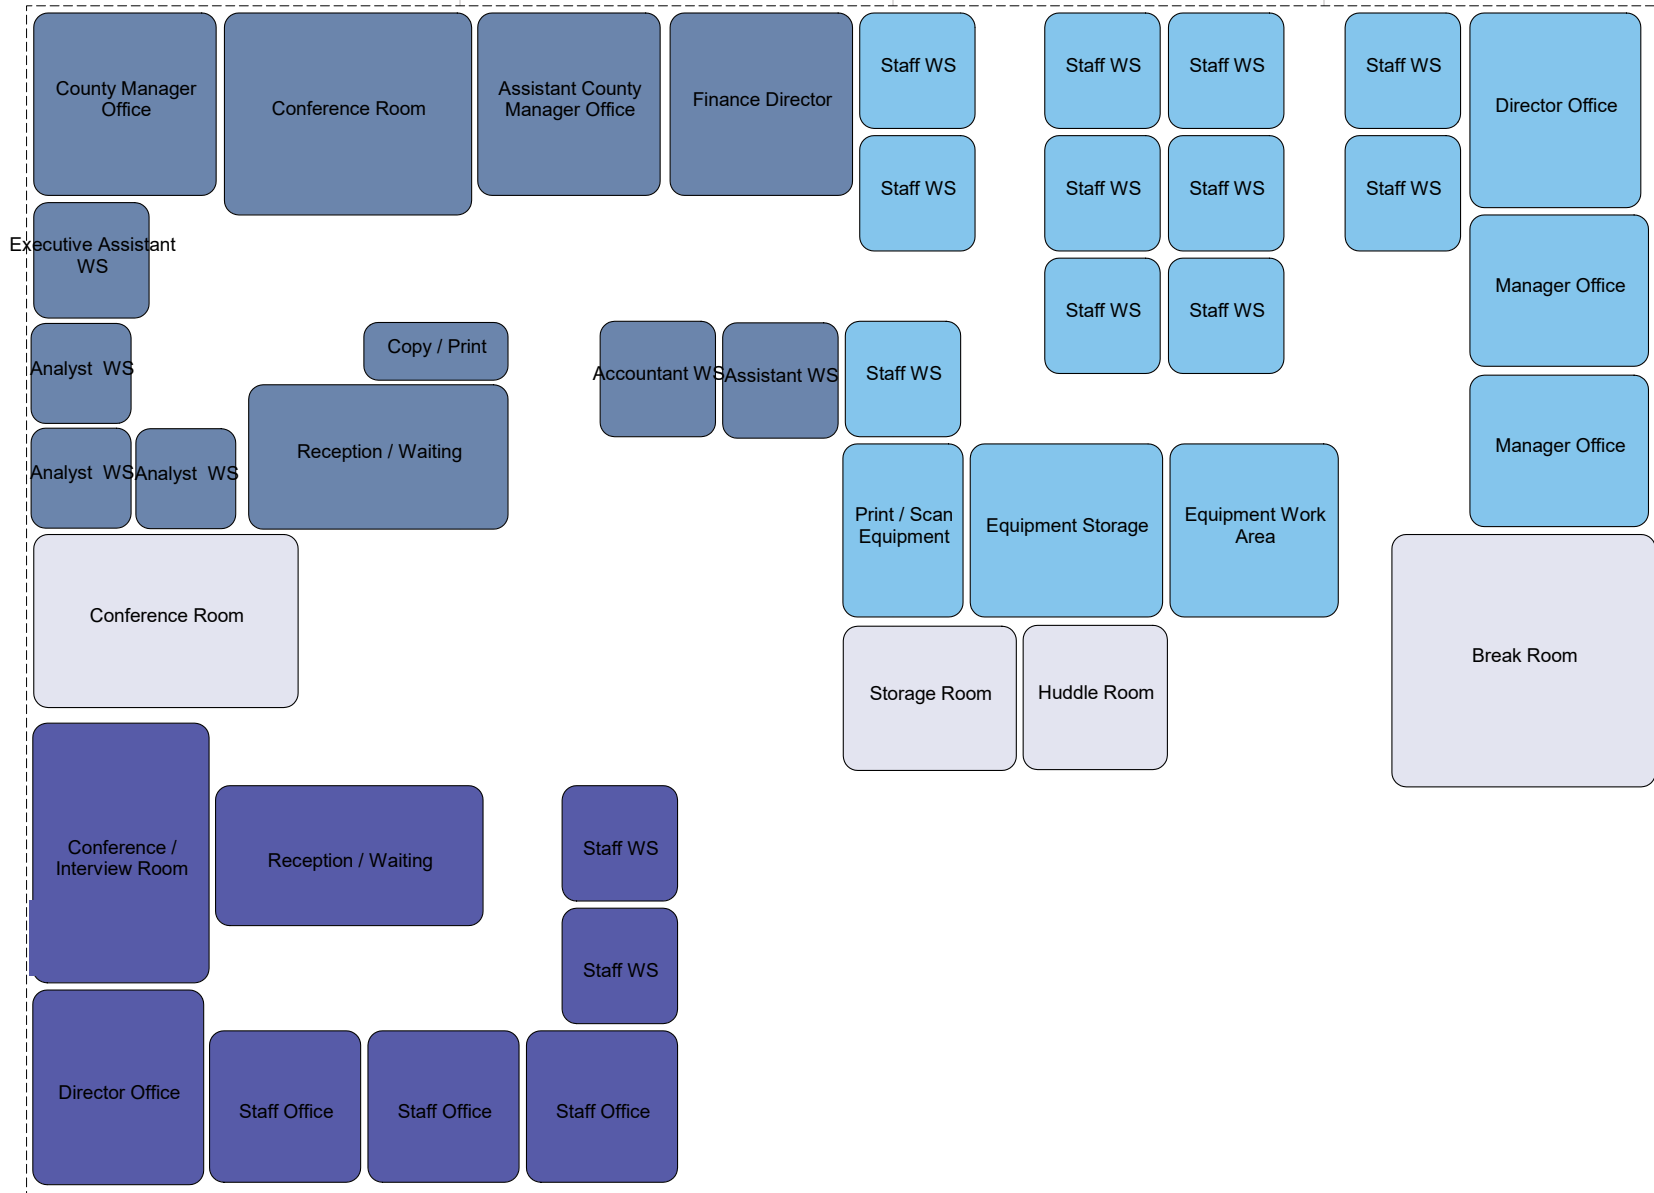 County Manager
Office
Conference Room
Assistant County
Manager Office
Finance Director
Staff WS
Staff WS
Staff WS
Staff WS
Director Office
Staff WS
Staff WS
Staff WS
Staff WS
Executive Assistant
WS
Manager Office
Staff WS
Staff WS
Copy / Print
Analyst  WS
Accountant WS
Assistant WS
Staff WS
Reception / Waiting
Manager Office
Analyst  WS
Analyst  WS
Print / Scan
Equipment
Equipment Storage
Equipment Work
Area
Conference Room
Break Room
Storage Room
Huddle Room
Conference /
Interview Room
Reception / Waiting
Staff WS
Staff WS
Director Office
Staff Office
Staff Office
Staff Office